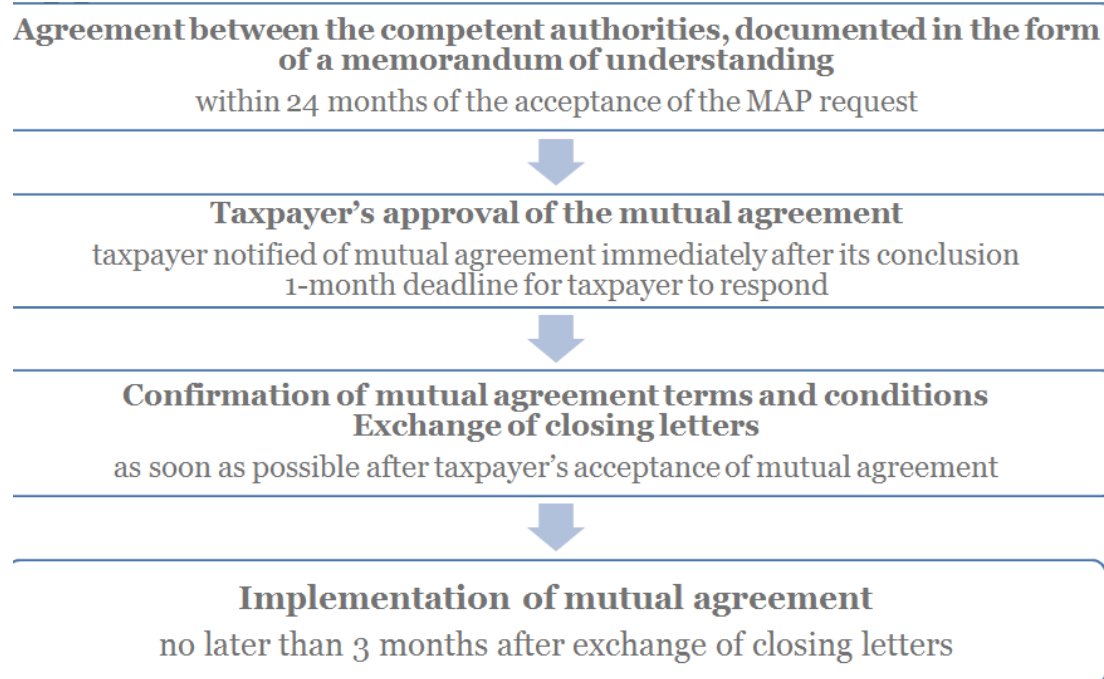 Agreement between the competent authorities, documented in the form
of a memorandum of understanding
within 24 months of the acceptance of the MAP request
Taxpayer’s approval of the mutual agreement
taxpayer notified of mutual agreement immediately after its conclusion
1-month deadline for taxpayer to respond
Confirmation of mutual agreement terms and conditions
Exchange of closing letters
as soon as possible after taxpayer’s acceptance of mutual agreement
Implementation of mutual agreement
no later than 3 months after exchange of closing letters